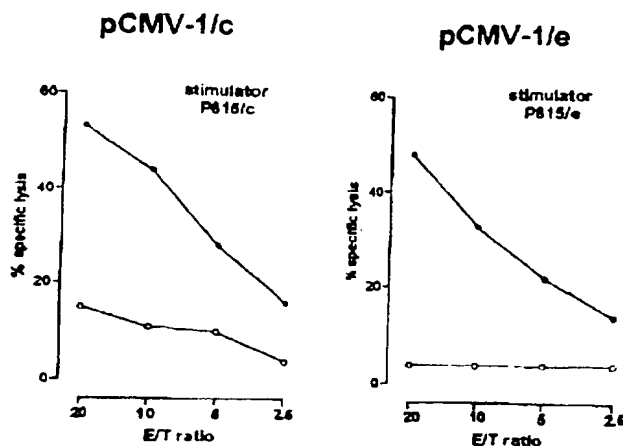 pCMV-1/c
stimulator
P815/c
60
40
20
0
% specific lysis
20 10 5 2.5
E/T ratio
pCMV-1/e
stimulator
P815/e
60
40
20
0
% specific lysis
20 10 5 2.5
E/T ratio